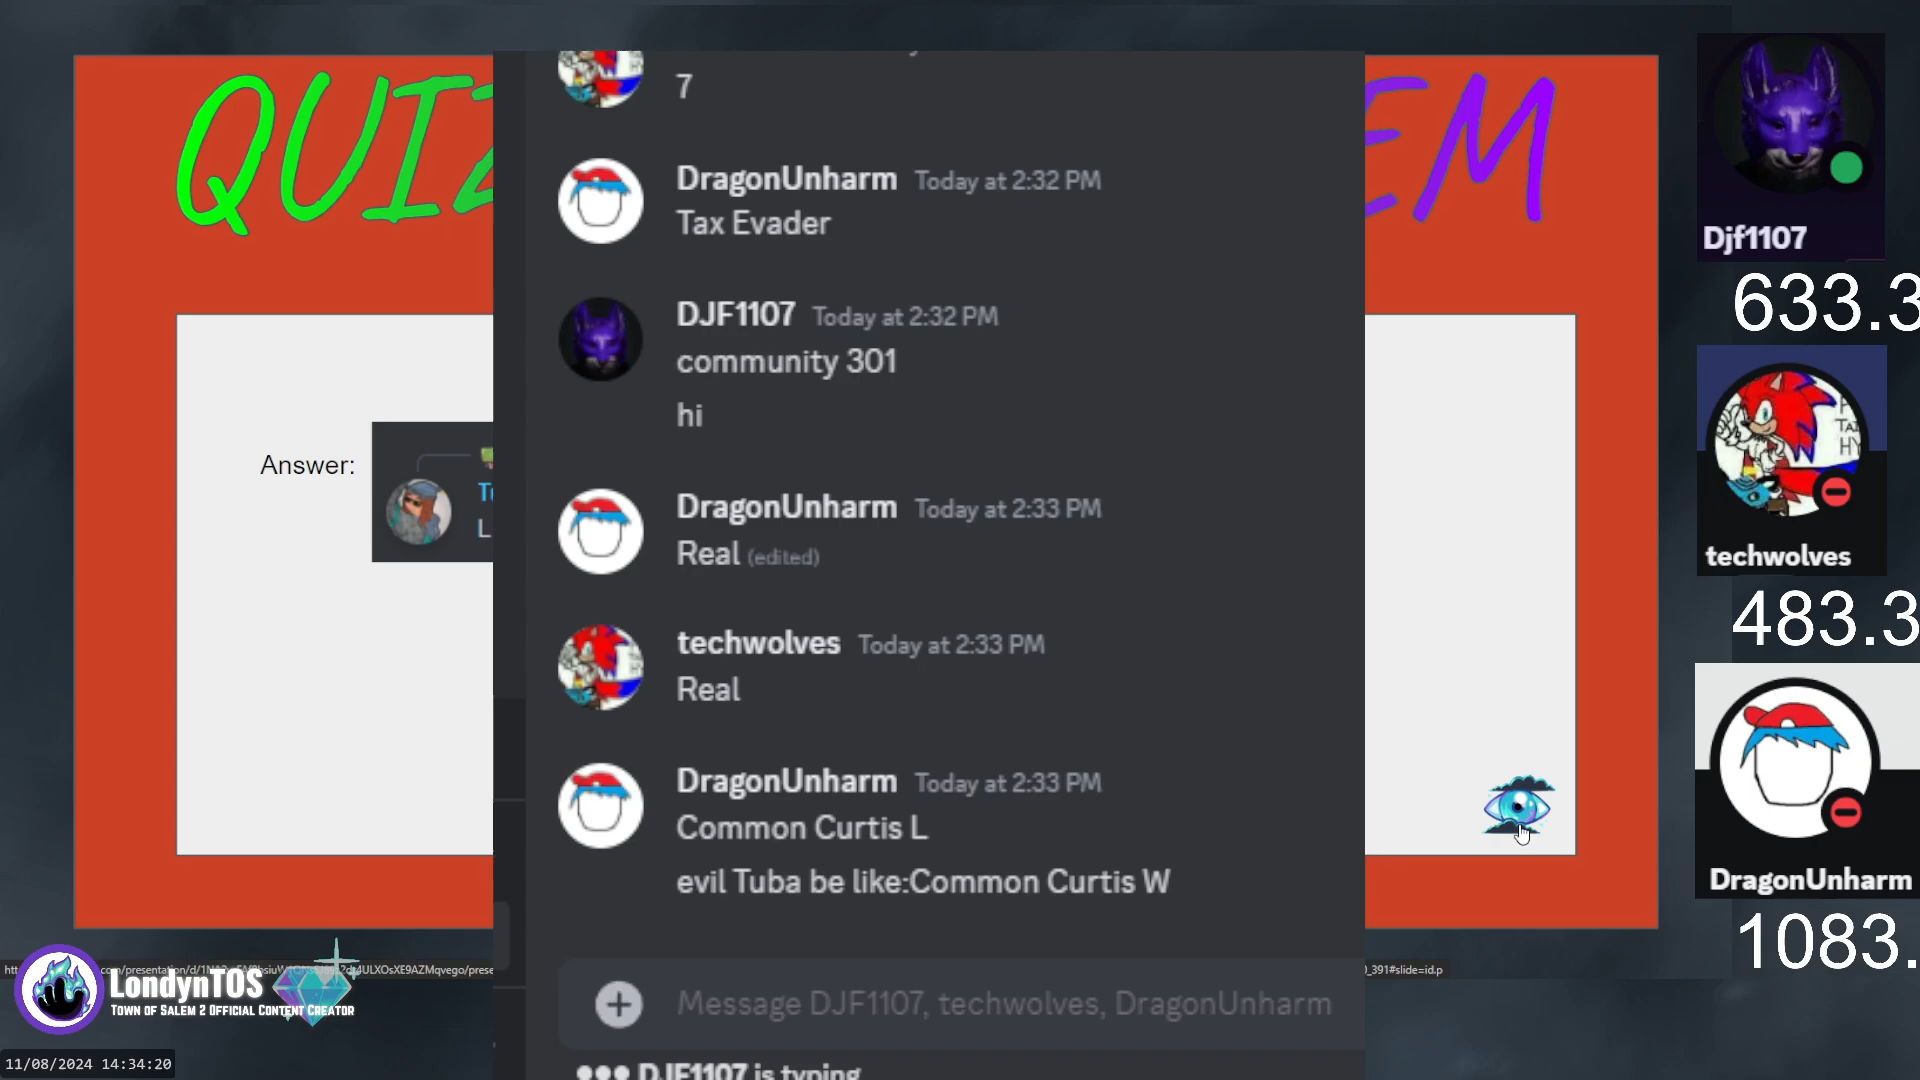 QUIZ
EM
7
DragonUnharm Today at 2:32 PM
Tax Evader
DJF1107 Today at 2:32 PM
community 301
hi
Answer:
DragonUnharm Today at 2:33 PM
Real (edited)
techwolves Today at 2:33 PM
Real
DragonUnharm Today at 2:33 PM
Common Curtis L
evil Tuba be like:Common Curtis W
Message DJF1107, techwolves, DragonUnharm
DJF1107 is typing
Djf1107
633.3
techwolves
483.3
DragonUnharm
1083.
LondynTOS
Town of Salem 2 Official Content Creator
11/08/2024 14:34:20